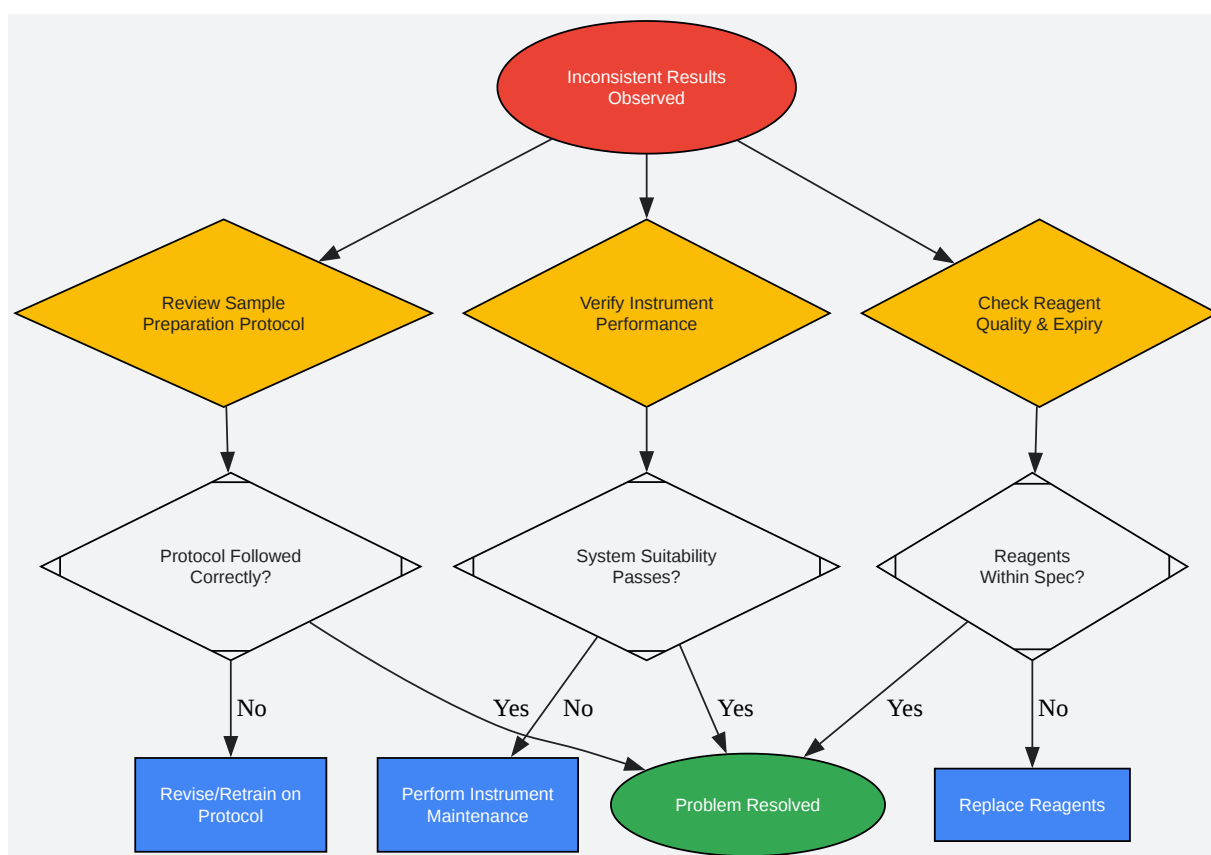 Inconsistent Results
Observed
Review Sample
Preparation Protocol
Verify Instrument
Performance
Check Reagent
Quality & Expiry
Protocol Followed
Correctly?
System Suitability
Passes?
Reagents
Within Spec?
No
Yes
No
Yes
Yes
No
Revise/Retrain on
Protocol
Perform Instrument
Maintenance
Problem Resolved
Replace Reagents